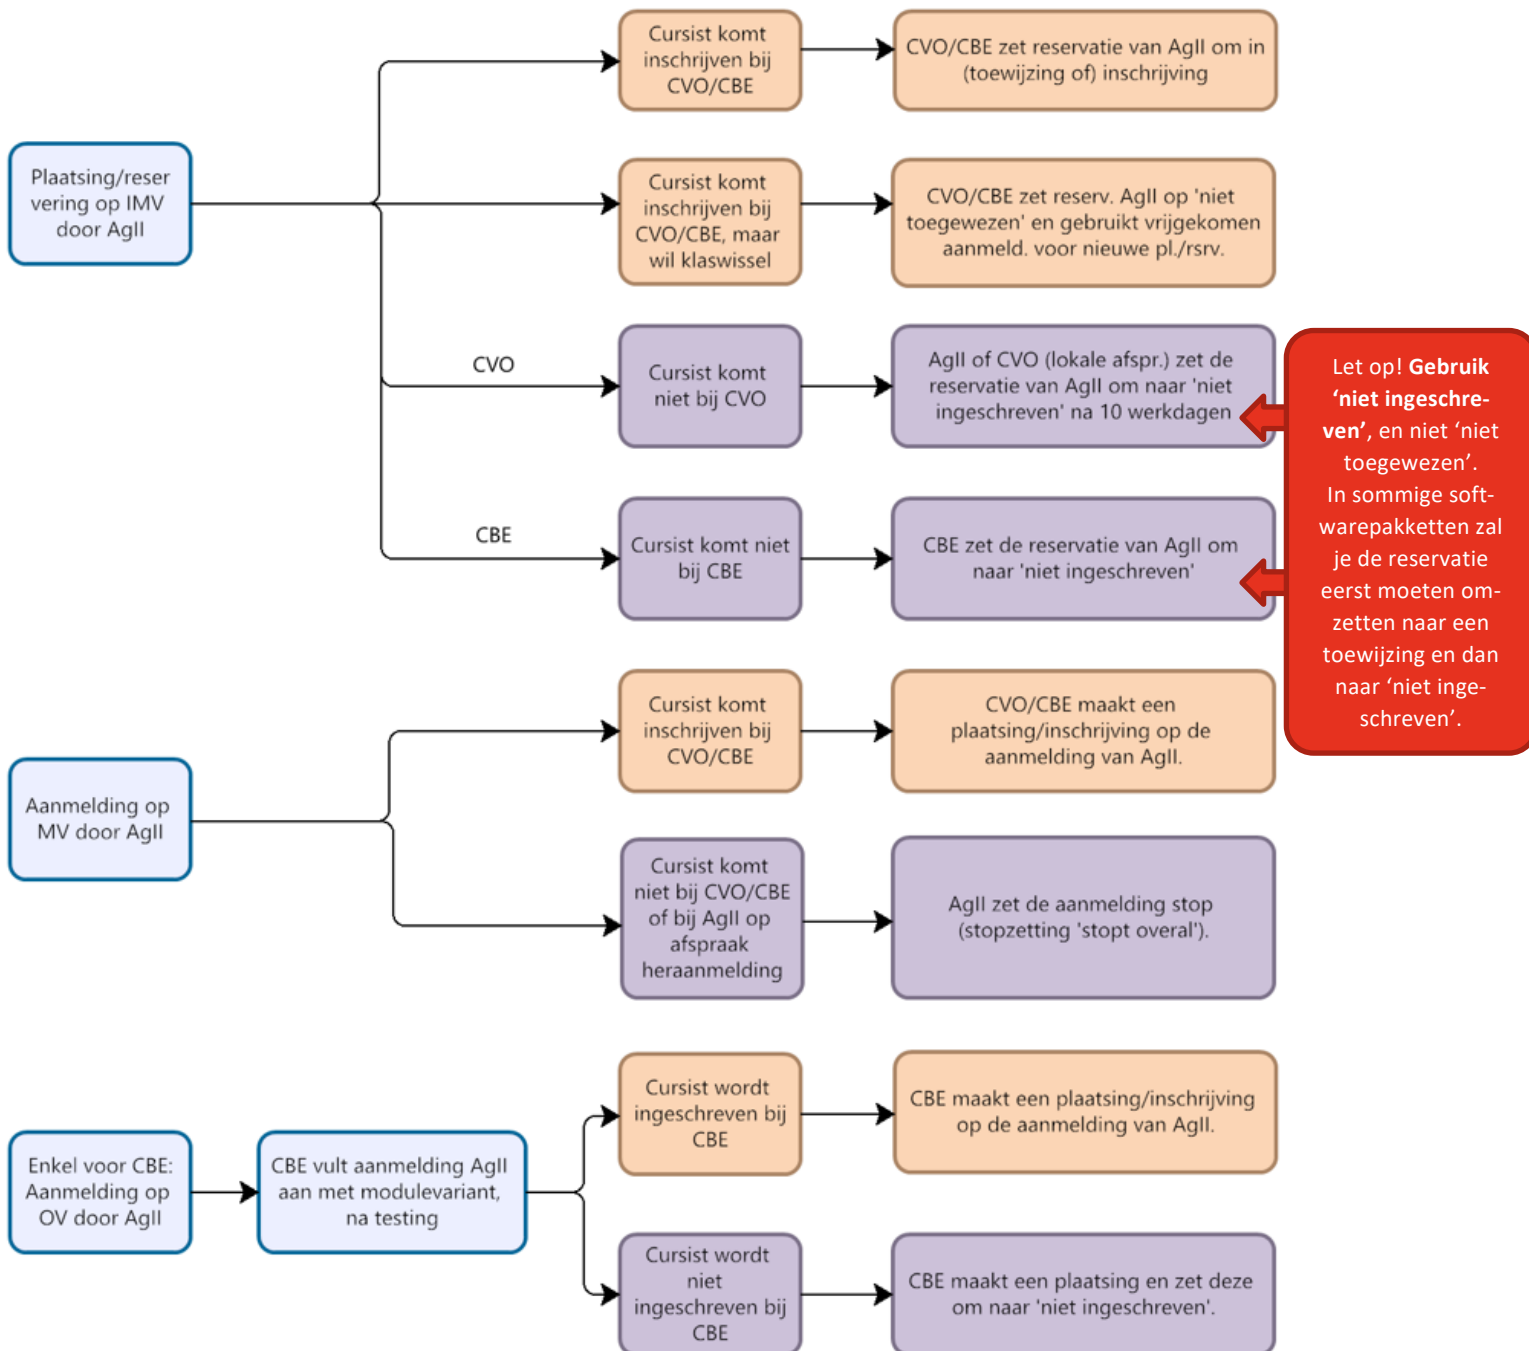 Cursist komt
inschrijven bij
CVO/CBE
CVO/CBE zet reservatie van AgII om in
(toewijzing of) inschrijving
Plaatsing/reser
vering op IMV
door AgII
Cursist komt
inschrijven bij
CVO/CBE, maar
wil klaswissel
CVO/CBE zet reserv. AgII op 'niet
toegewezen' en gebruikt vrijgekomen
aanmeld. voor nieuwe pl./rsrv.
CVO
Cursist komt
niet bij CVO
AgII of CVO (lokale afspr.) zet de
reservatie van AgII om naar 'niet
ingeschreven' na 10 werkdagen
CBE
Cursist komt niet
bij CBE
CBE zet de reservatie van AgII om
naar 'niet ingeschreven'
Let op! Gebruik
‘niet ingeschre-
ven’, en niet ‘niet
toegewezen’.
In sommige soft-
warepakketten zal
je de reservatie
eerst moeten om-
zetten naar een
toewijzing en dan
naar ‘niet inge-
schreven’.
Aanmelding op
MV door AgII
Cursist komt
inschrijven bij
CVO/CBE
CVO/CBE maakt een
plaatsing/inschrijving op de
aanmelding van AgII.
Cursist komt
niet bij CVO/CBE
of bij AgII op
afspraak
heraanmelding
AgII zet de aanmelding stop
(stopzetting 'stopt overal').
Enkel voor CBE:
Aanmelding op
OV door AgII
CBE vult aanmelding AgII
aan met modulevariant,
na testing
Cursist wordt
ingeschreven bij
CBE
CBE maakt een plaatsing/inschrijving
op de aanmelding van AgII.
Cursist wordt
niet
ingeschreven bij
CBE
CBE maakt een plaatsing en zet deze
om naar 'niet ingeschreven'.